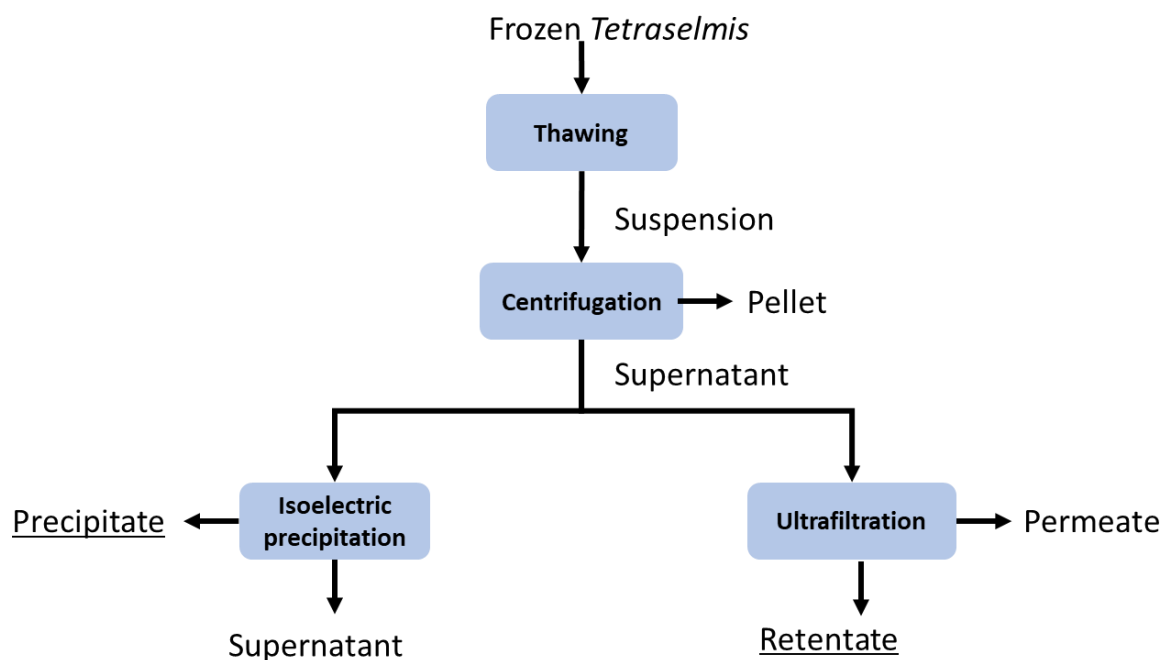 Frozen Tetraselmis
Thawing
Suspension
Centrifugation
Pellet
Supernatant
Isoelectric
precipitation
Precipitate
Ultrafiltration
Permeate
Supernatant
Retentate